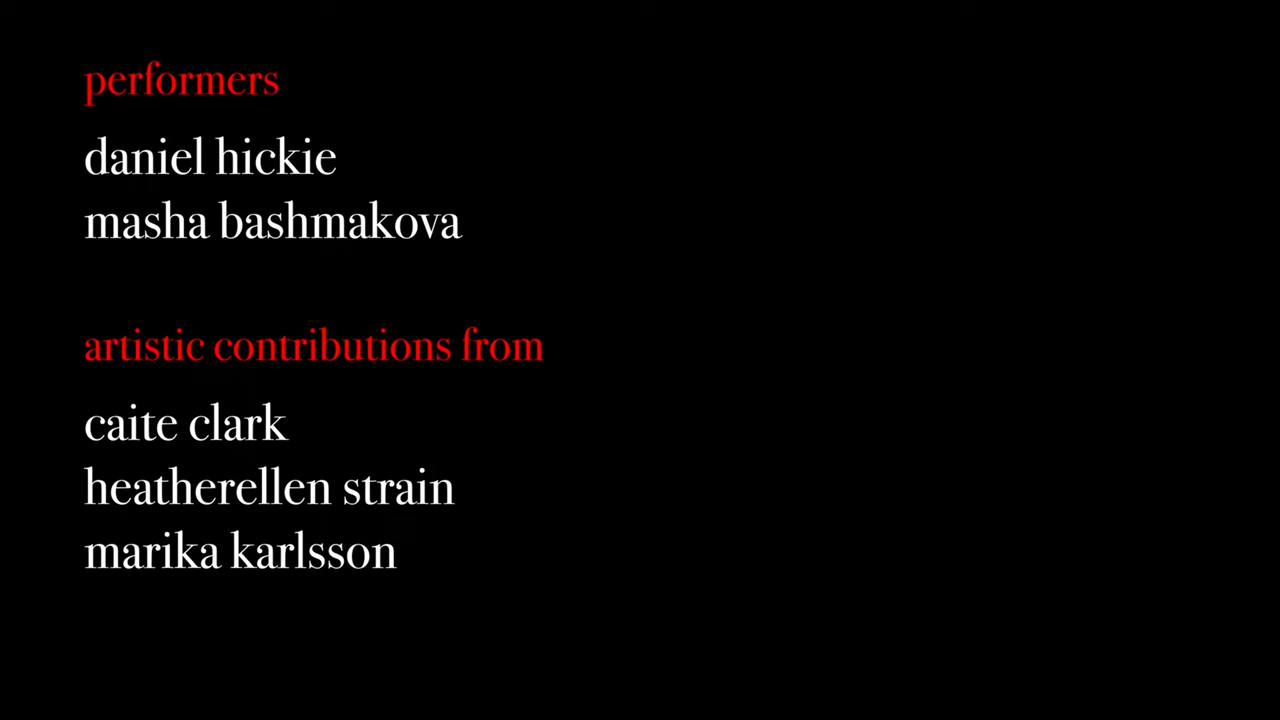 performers
daniel hickie
masha bashmakova
artistic contributions from
caite clark
heatherellen strain
marika karlsson